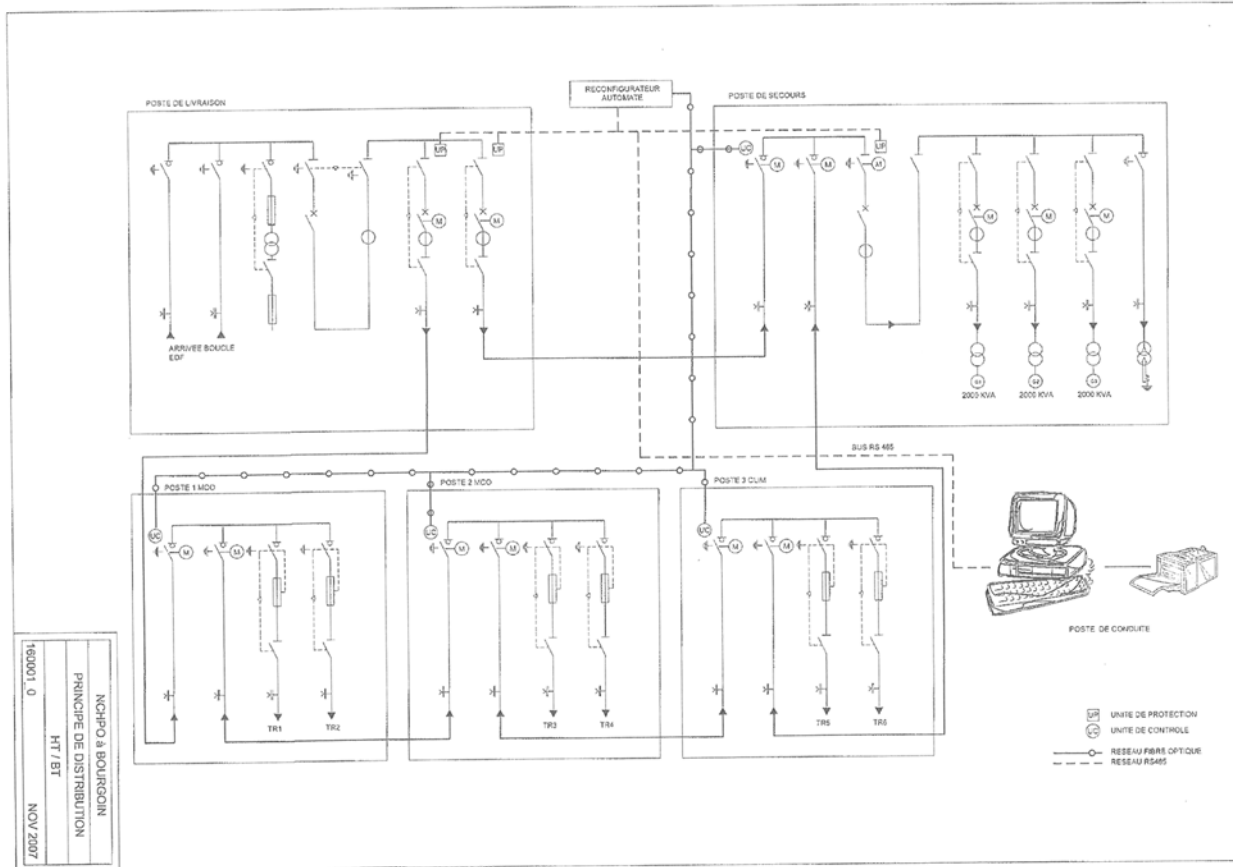 RECONFIGURATEUR
AUTOMATE
POSTE DE LIVRAISON
POSTE DE SECOURS
UP
UP
UC
UP
M
M
M
M
M
M
M
ARRIVEE BOUCLE
EDF
2000 KVA
2000 KVA
2000 KVA
BUS RS 485
POSTE 1 MCO
POSTE 2 MCO
POSTE 3 CLIM
UC
UC
UC
M
M
M
M
M
M
TR1
TR2
TR3
TR4
TR5
TR6
POSTE DE CONDUITE
UP UNITE DE PROTECTION
UC UNITE DE CONTROLE
RESEAU FIBRE OPTIQUE
RESEAU RS485
NCHPO à BOURGOIN
PRINCIPE DE DISTRIBUTION
HT / BT
160001_0 NOV 2007